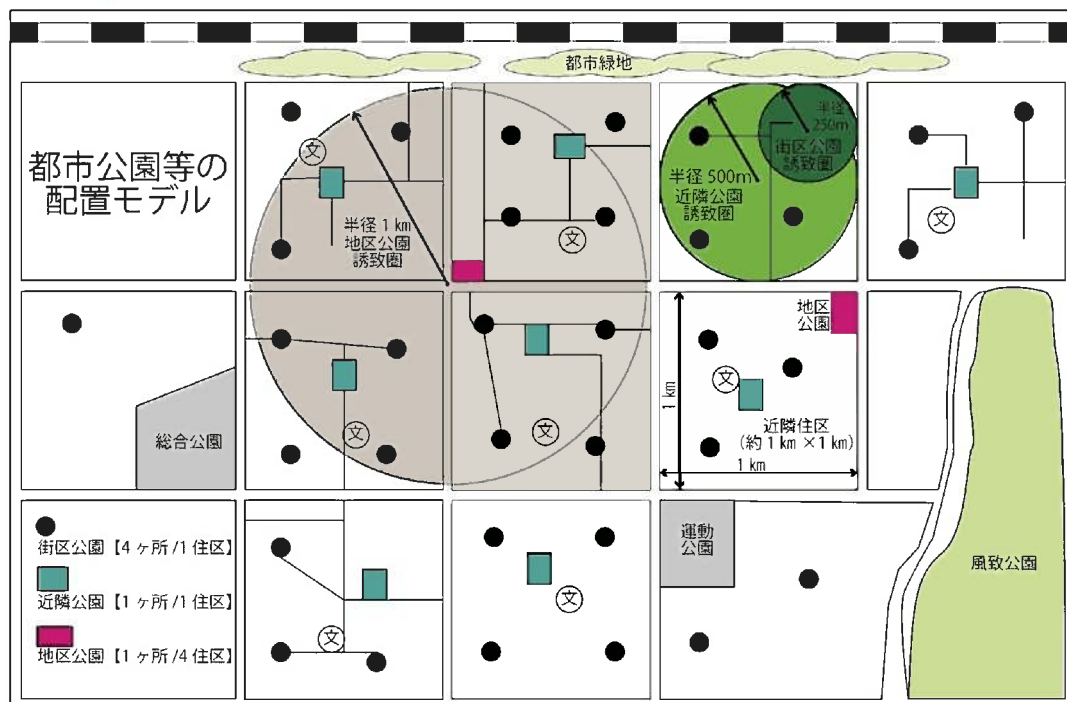 都市緑地
都市公園等の
配置モデル
文
半径 1 km
地区公園
誘致圏
文
半径 500m
近隣公園
誘致圏
半径
250m
街区公園
誘致圏
文
総合公園
文
文
地区
公園
文
1 km
近隣住区
（約 1 km ×1 km）
1 km
街区公園【4 ヶ所 /1 住区】
近隣公園【1 ヶ所 /1 住区】
地区公園【1 ヶ所 /4 住区】
文
文
運動
公園
風致公園